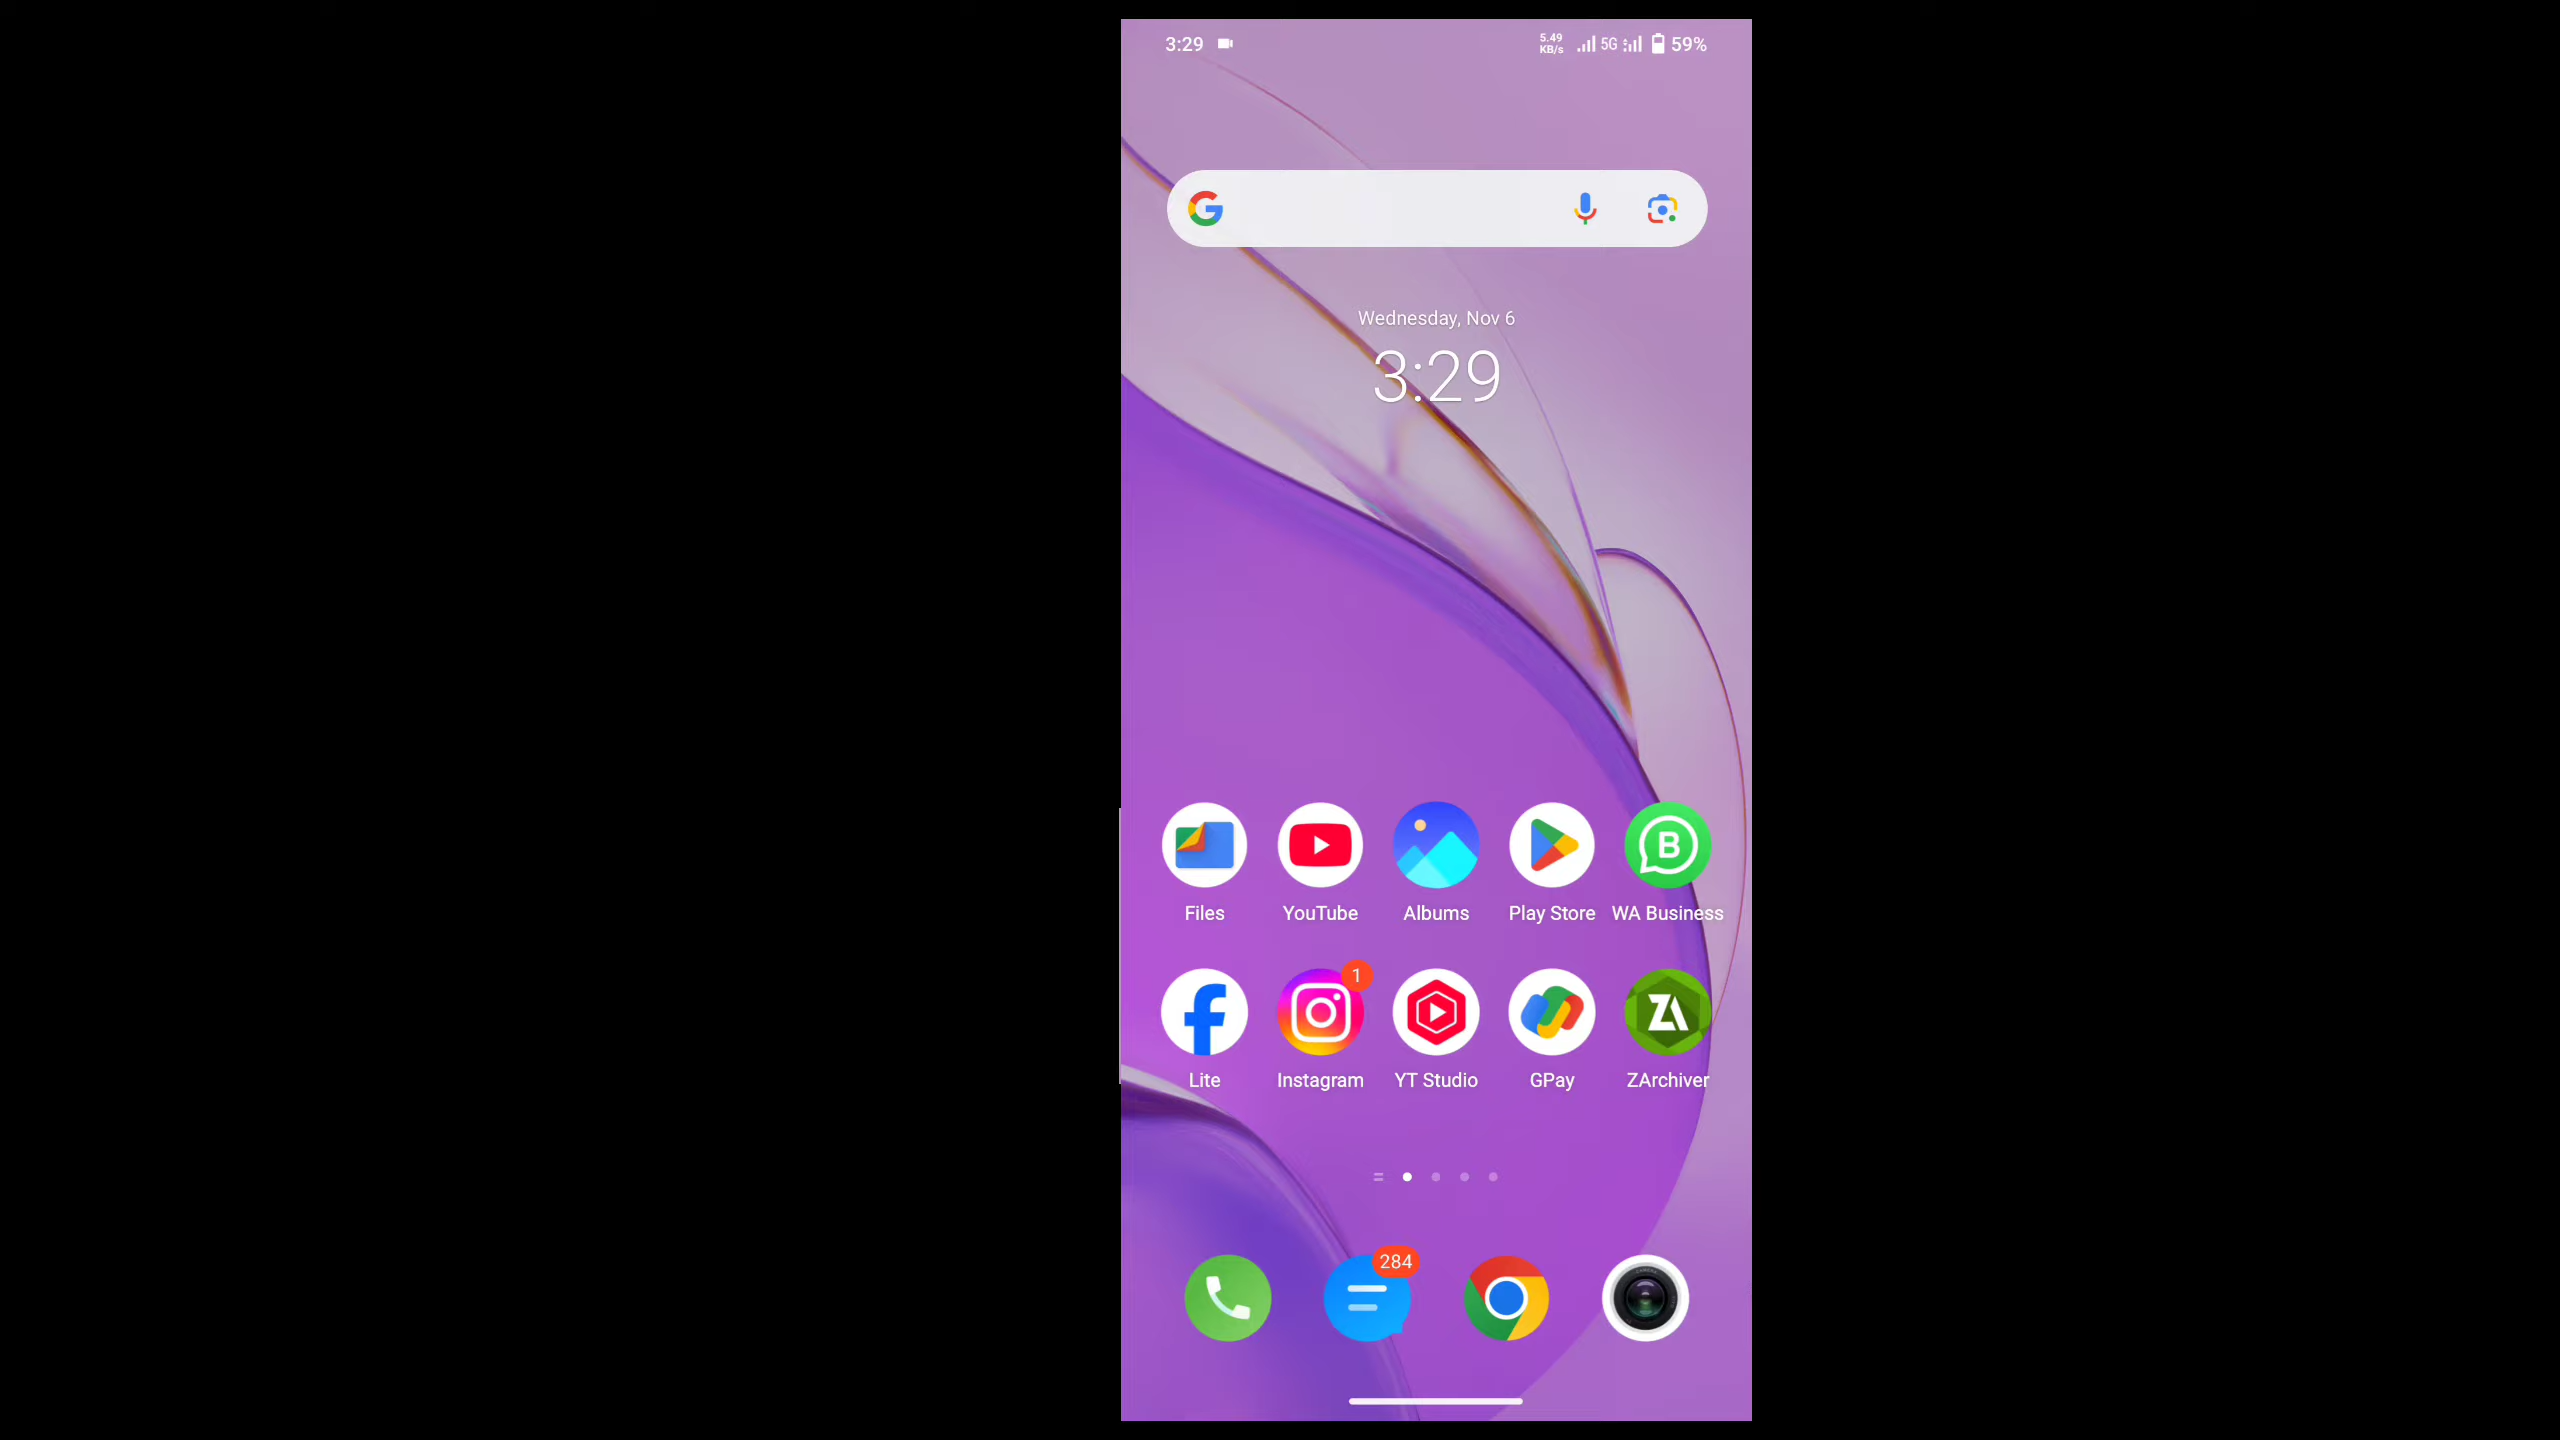 3:29
5.49
KB/s
5G
59%
Wednesday, Nov 6
3:29
Files
YouTube
Albums
Play Store
WA Business
1
Lite
Instagram
YT Studio
GPay
ZArchiver
284